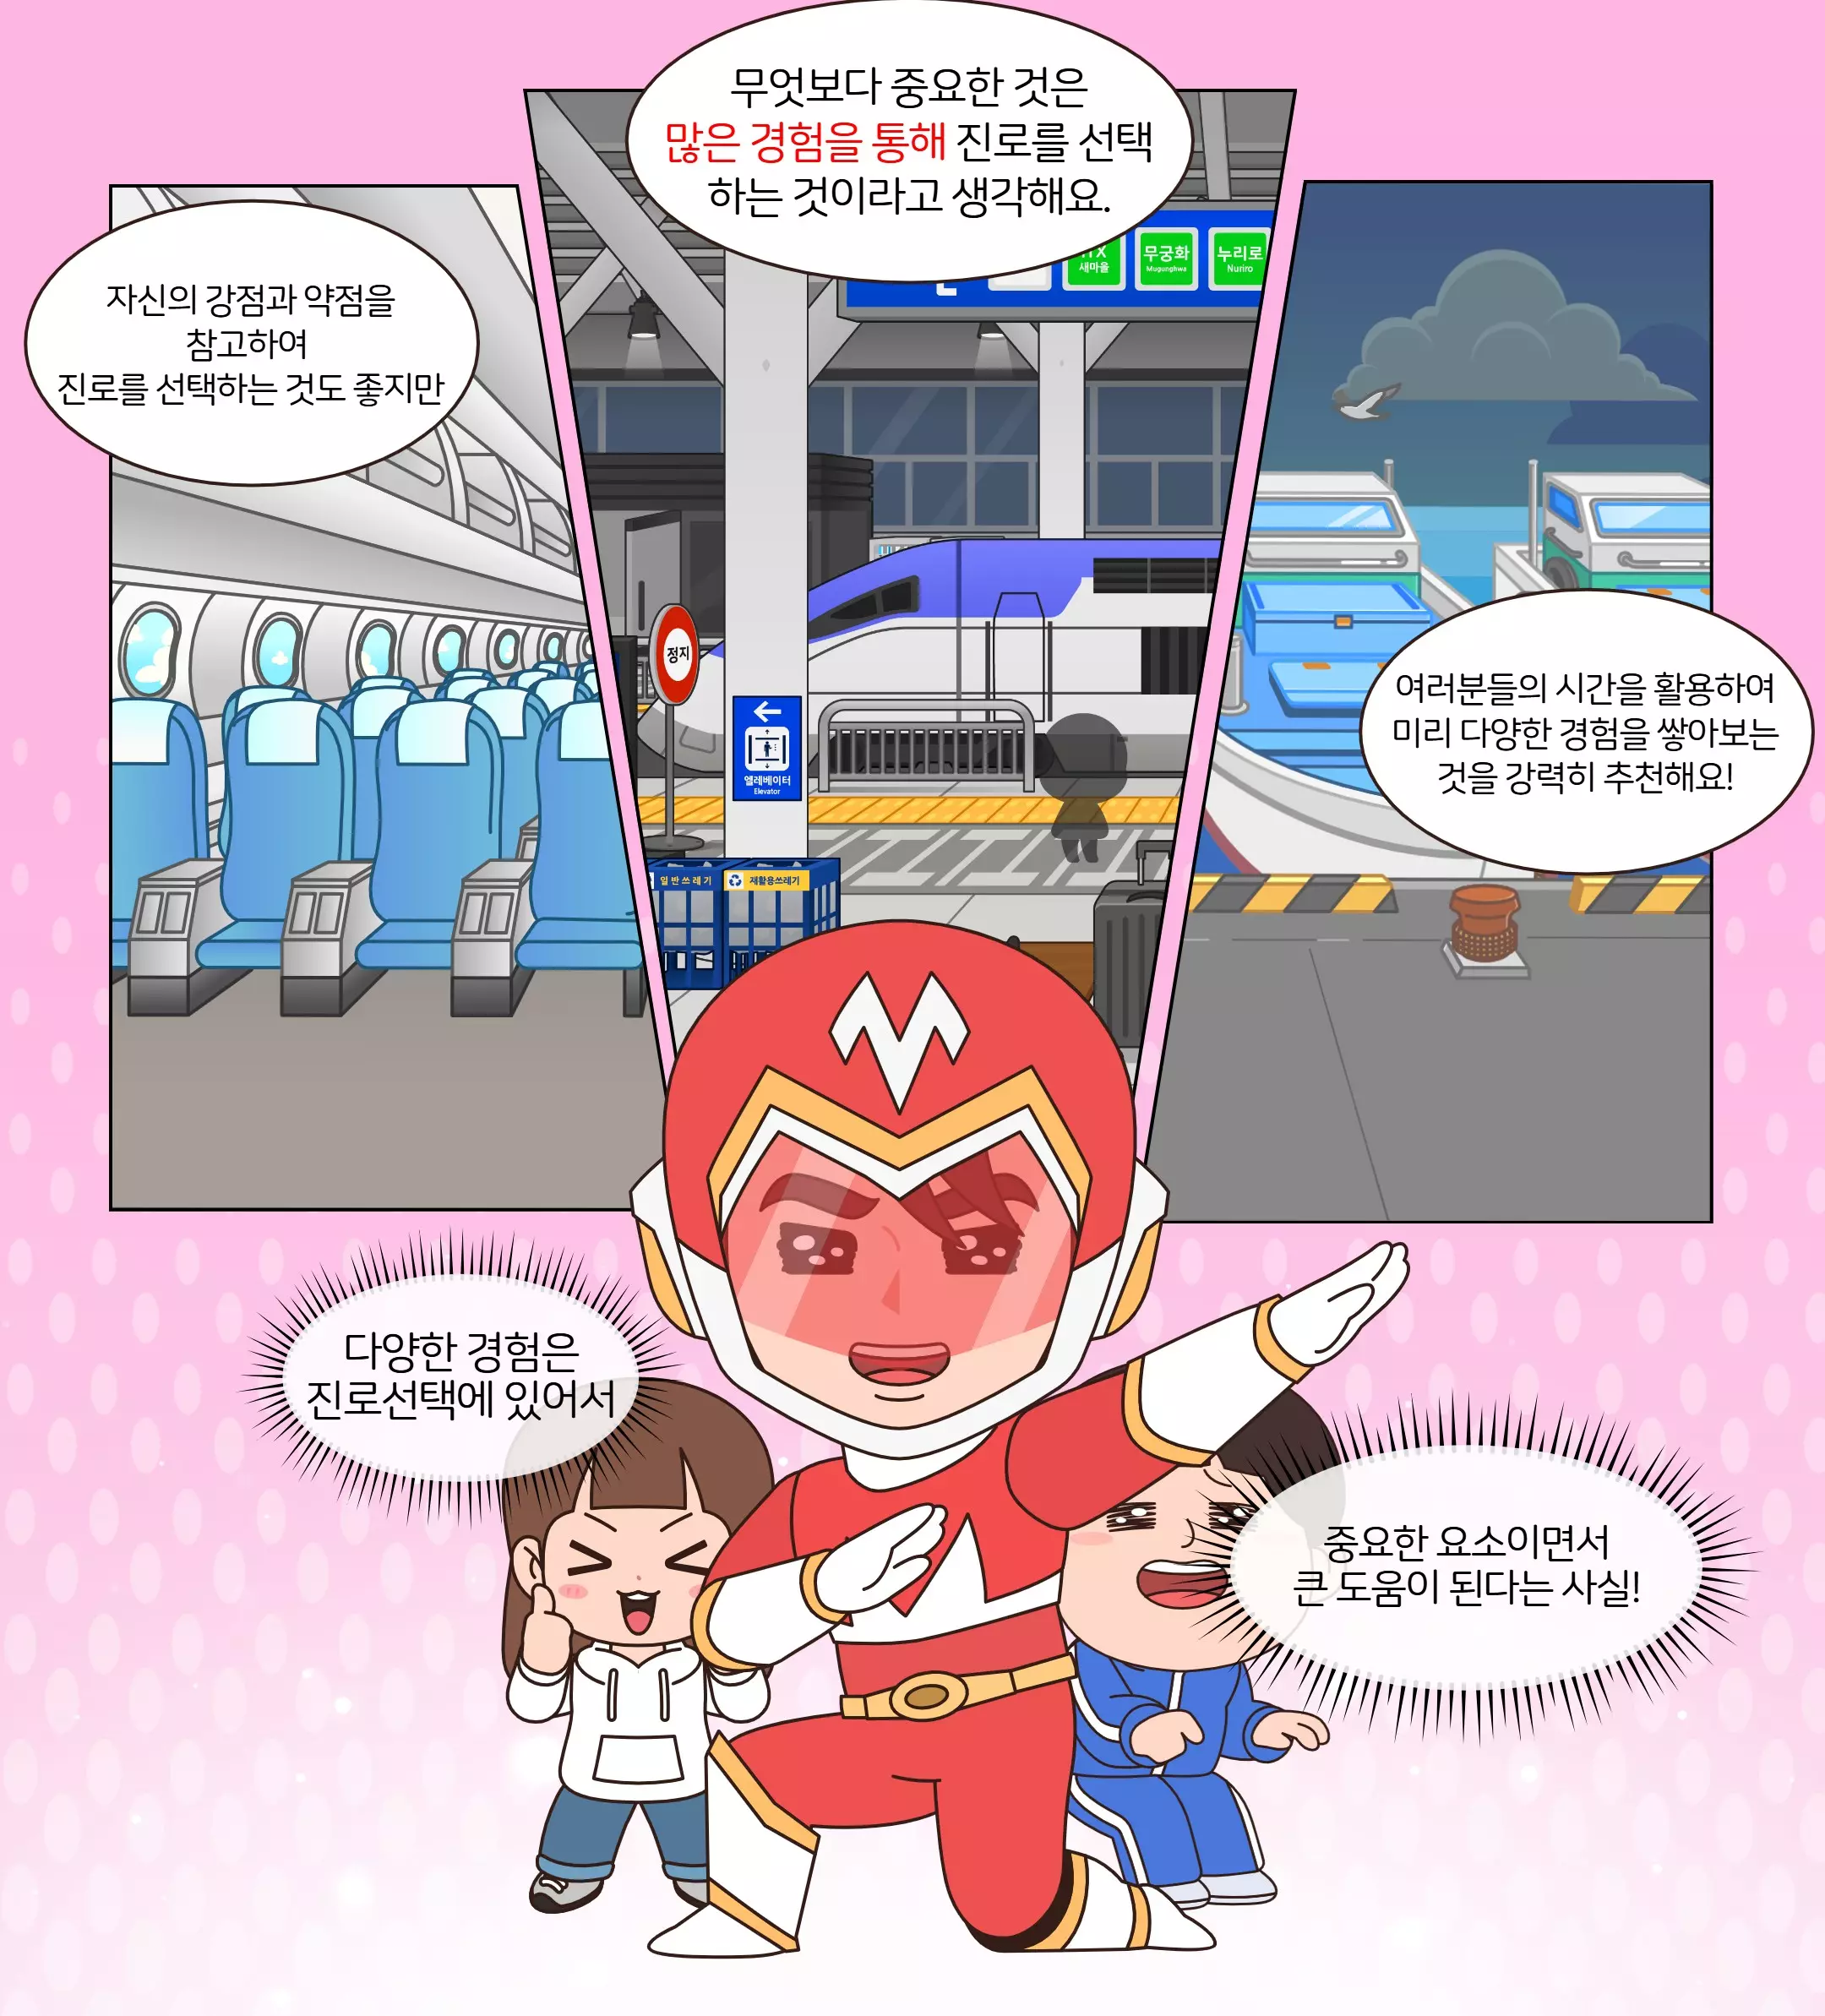 무엇보다 중요한 것은
많은 경험을 통해 진로를 선택
하는 것이라고 생각해요.
자신의 강점과 약점을
참고하여
진로를 선택하는 것도 좋지만
새마을
무궁화
Mugunghwa
누리로
Nuriro
정지
엘레베이터
Elevator
일반쓰레기
재활용쓰레기
여러분들의 시간을 활용하여
미리 다양한 경험을 쌓아보는
것을 강력히 추천해요!
M
다양한 경험은
진로선택에 있어서
중요한 요소이면서
큰 도움이 된다는 사실!